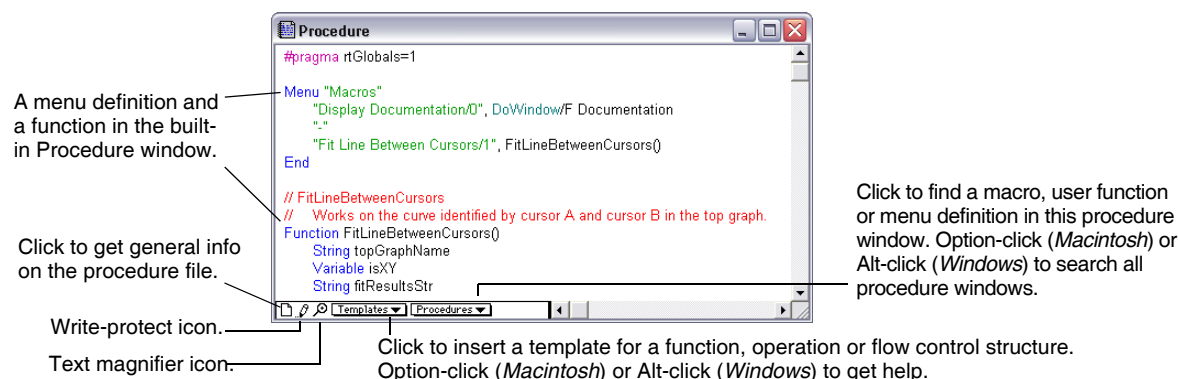 Procedure
#pragma rtGlobals=1
Menu "Macros"
"Display Documentation/0", DoWindow/F Documentation
"-"
"Fit Line Between Cursors/1", FitLineBetweenCursors()
End
// FitLineBetweenCursors
// Works on the curve identified by cursor A and cursor B in the top graph.
Function FitLineBetweenCursors()
String topGraphName
Variable isXY
String fitResultsStr
Templates
Procedures
A menu definition and
a function in the built-
in Procedure window.
Click to get general info
on the procedure file.
Write-protect icon.
Text magnifier icon.
Click to find a macro, user function
or menu definition in this procedure
window. Option-click (Macintosh) or
Alt-click (Windows) to search all
procedure windows.
Click to insert a template for a function, operation or flow control structure.
Option-click (Macintosh) or Alt-click (Windows) to get help.